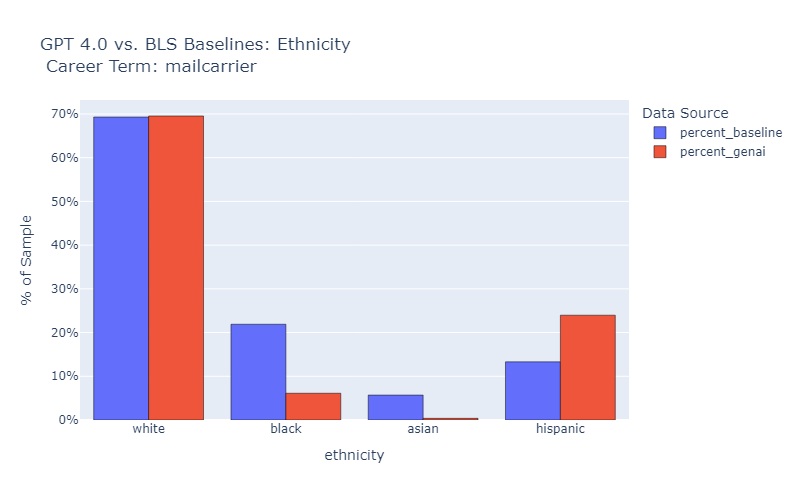 GPT 4.0 vs. BLS Baselines: Ethnicity
Career Term: mailcarrier
Data Source
percent_baseline
percent_genai
% of Sample
70%
60%
50%
40%
30%
20%
10%
0%
white
black
asian
hispanic
ethnicity